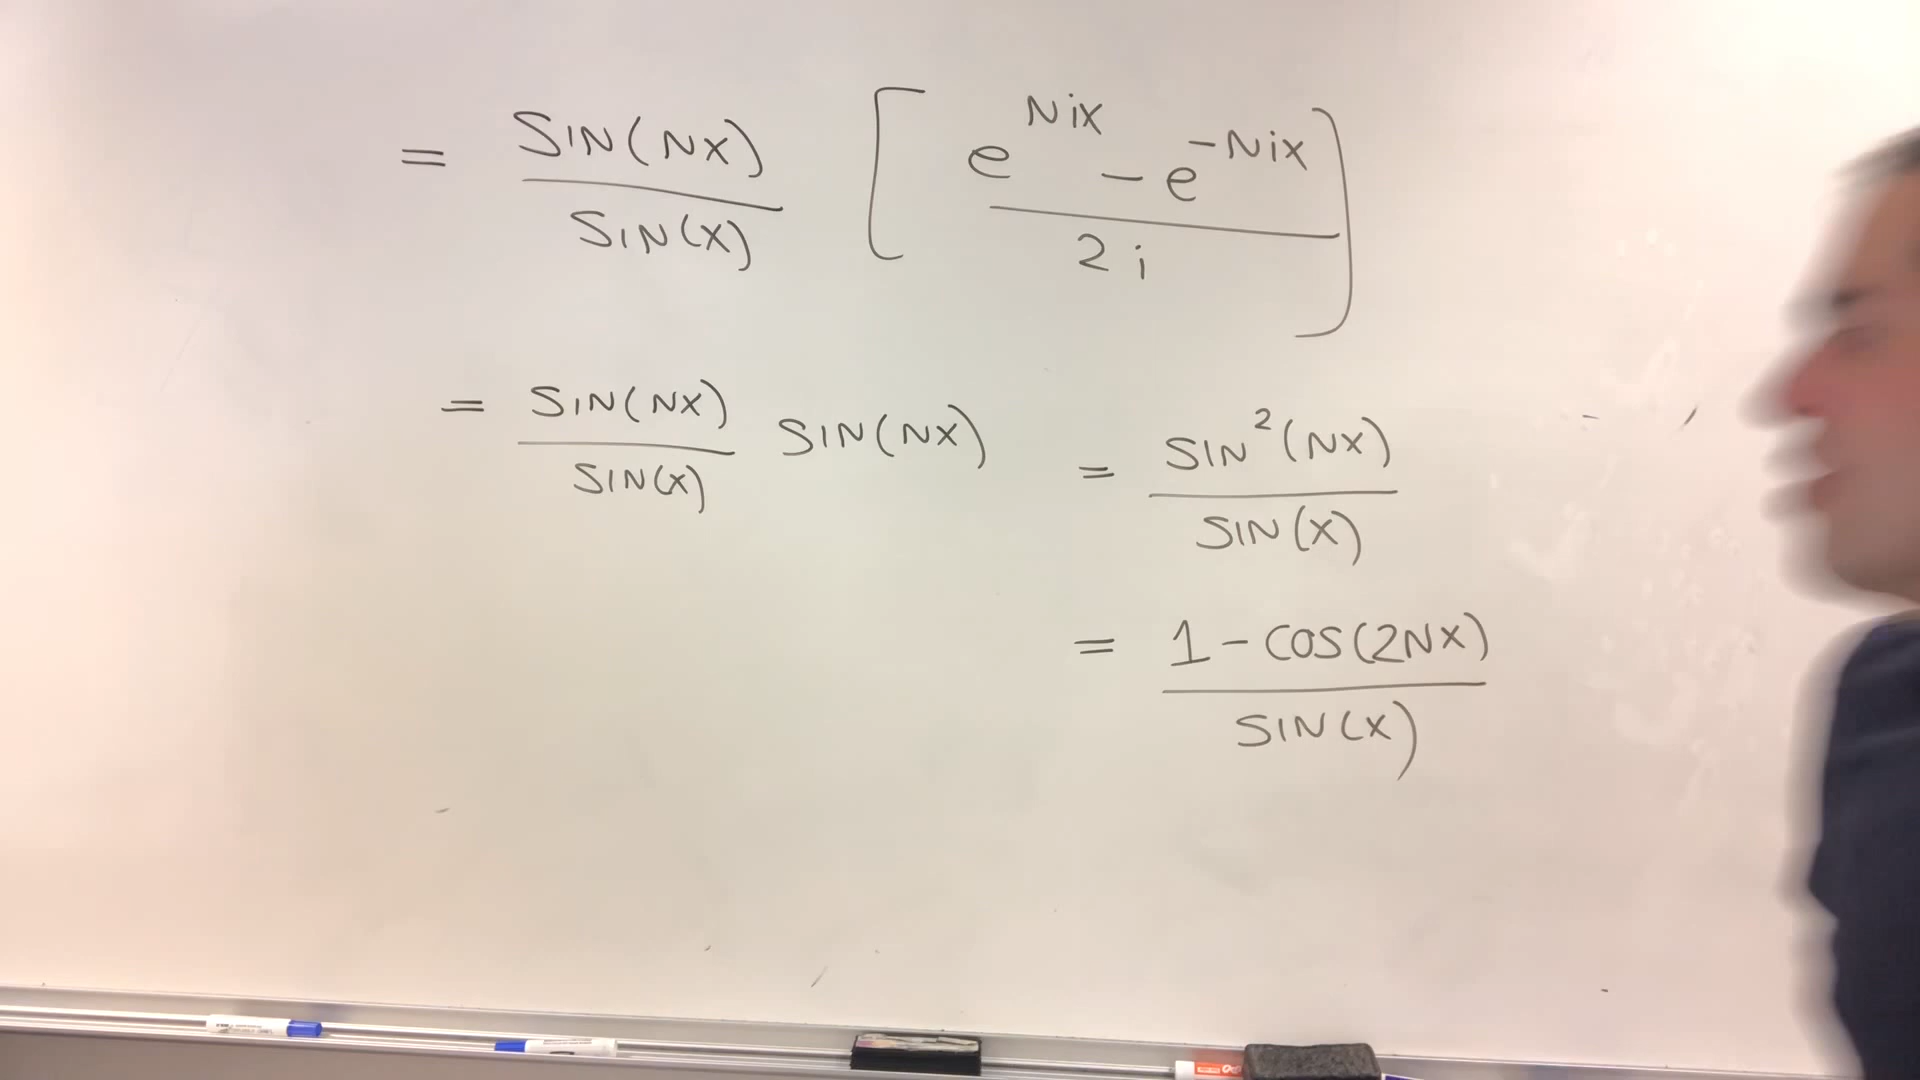 = SIN(NX) / SIN(X) [ e^Nix - e^-Nix / 2i ]
= SIN(NX) / SIN(X) SIN(NX) = SIN²(NX) / SIN(X)
= 1 - COS(2NX) / SIN(X)